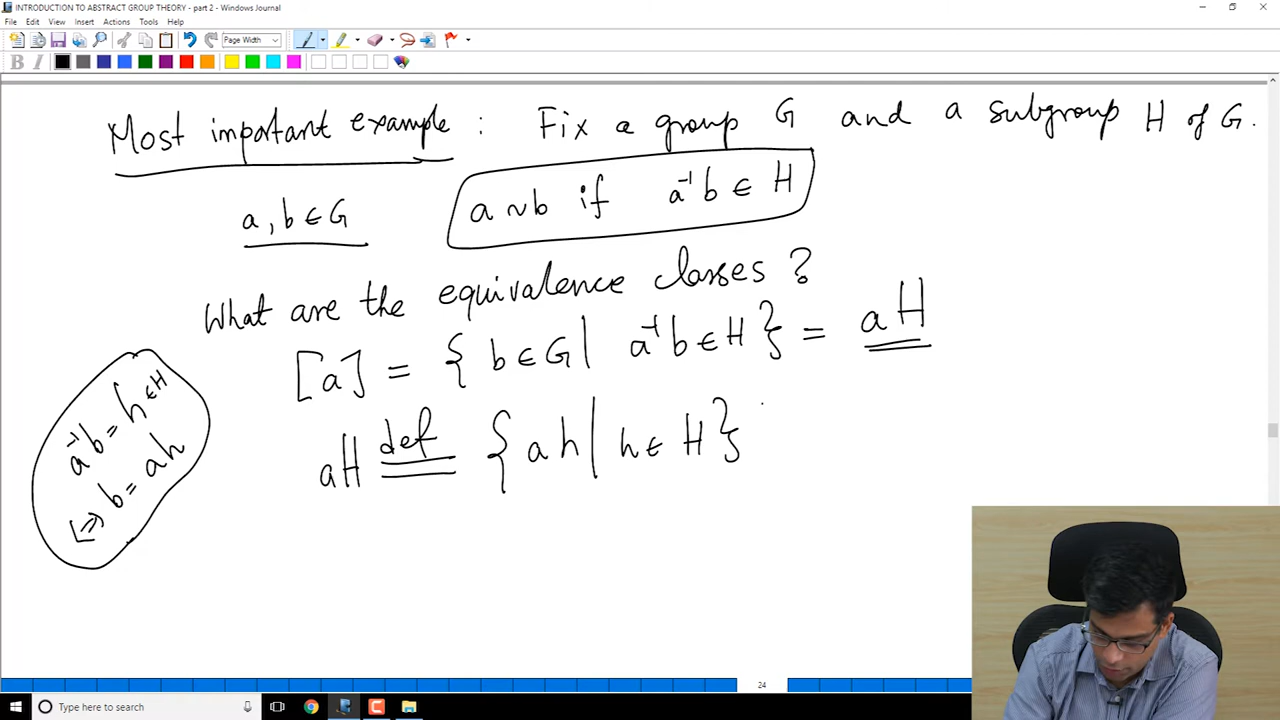 INTRODUCTION TO ABSTRACT GROUP THEORY - part 2 - Windows Journal
File Edit View Insert Actions Tools Help
Page Width
B I
Most important example : Fix a group G and a subgroup H of G.
a, b ∈ G a ~ b if a⁻¹b ∈ H
What are the equivalence classes ?
[a] = { b ∈ G | a⁻¹b ∈ H } = aH
aH def { ah | h ∈ H }
a⁻¹b = h ∈ H
⇔ b = ah
24
Type here to search